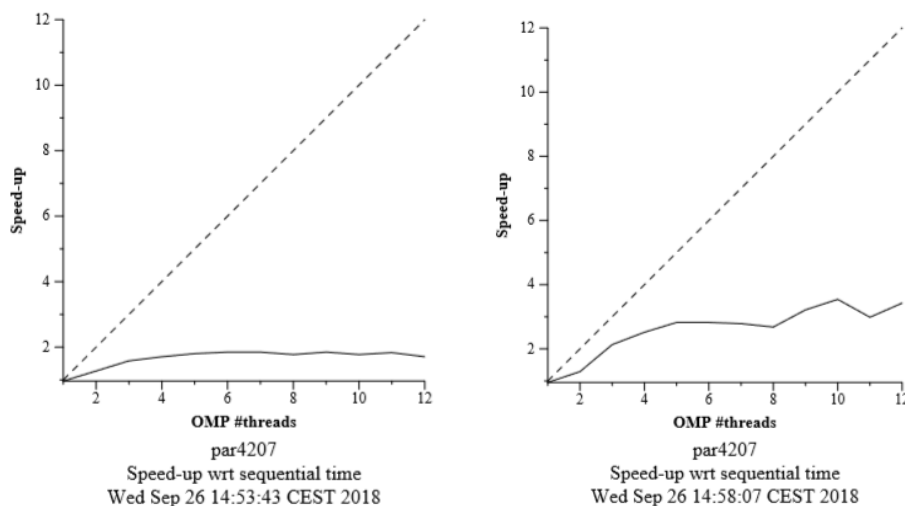 12
10
8
6
4
2
Speed-up
2 4 6 8 10 12
OMP #threads
par4207
Speed-up wrt sequential time
Wed Sep 26 14:53:43 CEST 2018
12
10
8
6
4
2
Speed-up
2 4 6 8 10 12
OMP #threads
par4207
Speed-up wrt sequential time
Wed Sep 26 14:58:07 CEST 2018